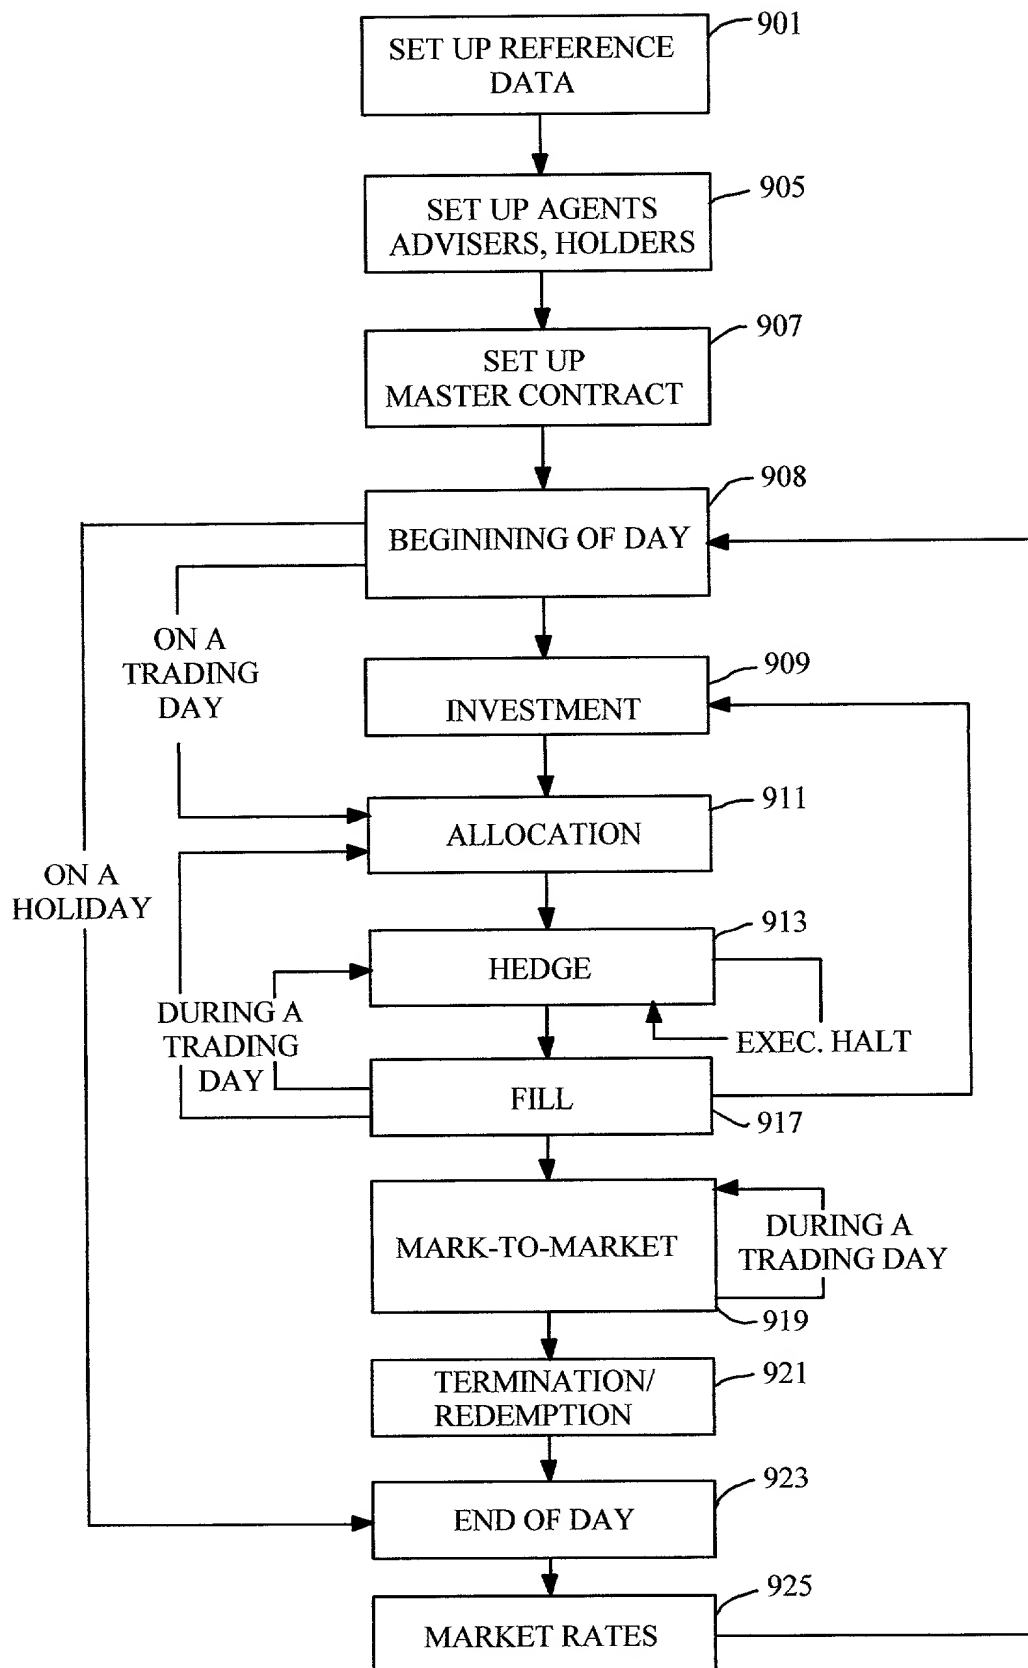 901
SET UP REFERENCE
DATA
905
SET UP AGENTS
ADVISERS, HOLDERS
907
SET UP
MASTER CONTRACT
908
BEGINING OF DAY
ON A
TRADING
DAY
909
INVESTMENT
911
ALLOCATION
ON A
HOLIDAY
913
HEDGE
DURING A
TRADING
DAY
EXEC. HALT
FILL
917
MARK-TO-MARKET
DURING A
TRADING DAY
919
921
TERMINATION/
REDEMPTION
923
END OF DAY
925
MARKET RATES